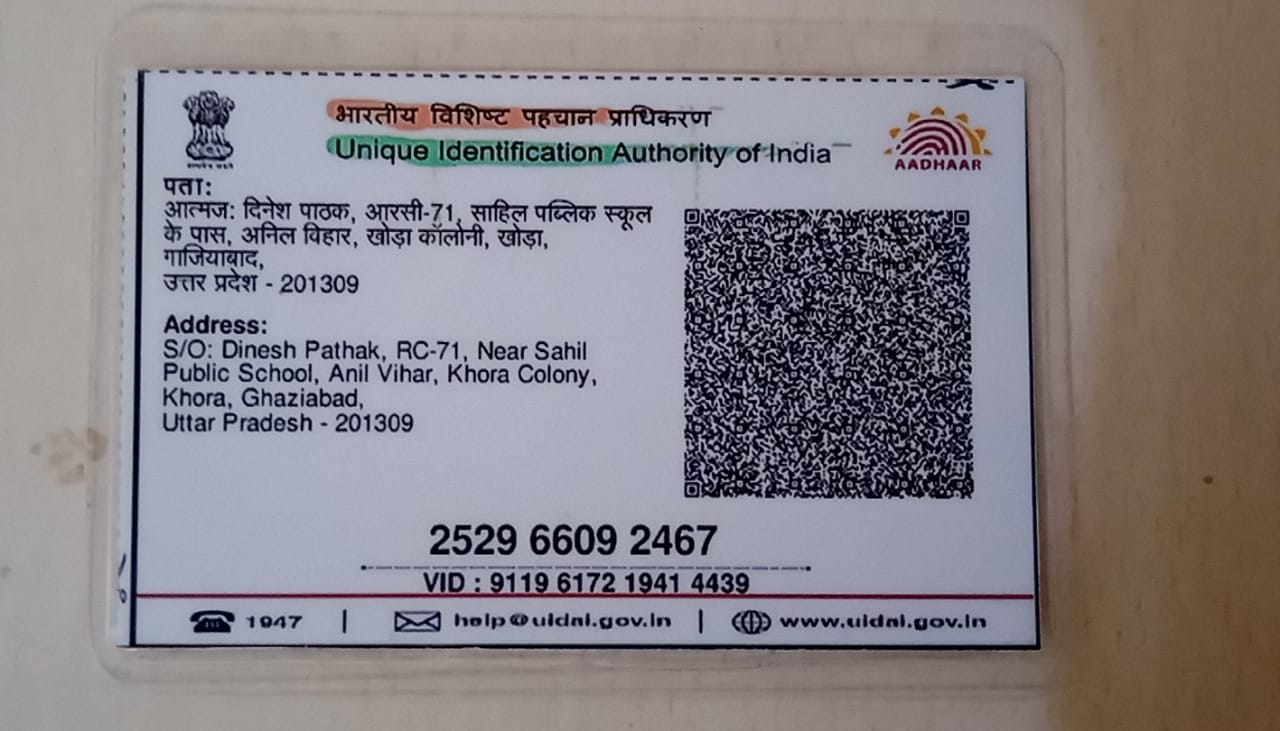 भारतीय विशिष्ट पहचान प्राधिकरण
Unique Identification Authority of India
AADHAAR
पता:
आत्मज: दिनेश पाठक, आरसी-71, साहिल पब्लिक स्कूल
के पास, अनिल विहार, खोड़ा कॉलोनी, खोड़ा,
गाजियाबाद,
उत्तर प्रदेश - 201309
Address:
S/O: Dinesh Pathak, RC-71, Near Sahil
Public School, Anil Vihar, Khora Colony,
Khora, Ghaziabad,
Uttar Pradesh - 201309
2529 6609 2467
VID : 9119 6172 1941 4439
1947 | help@uidai.gov.in | www.uidai.gov.in